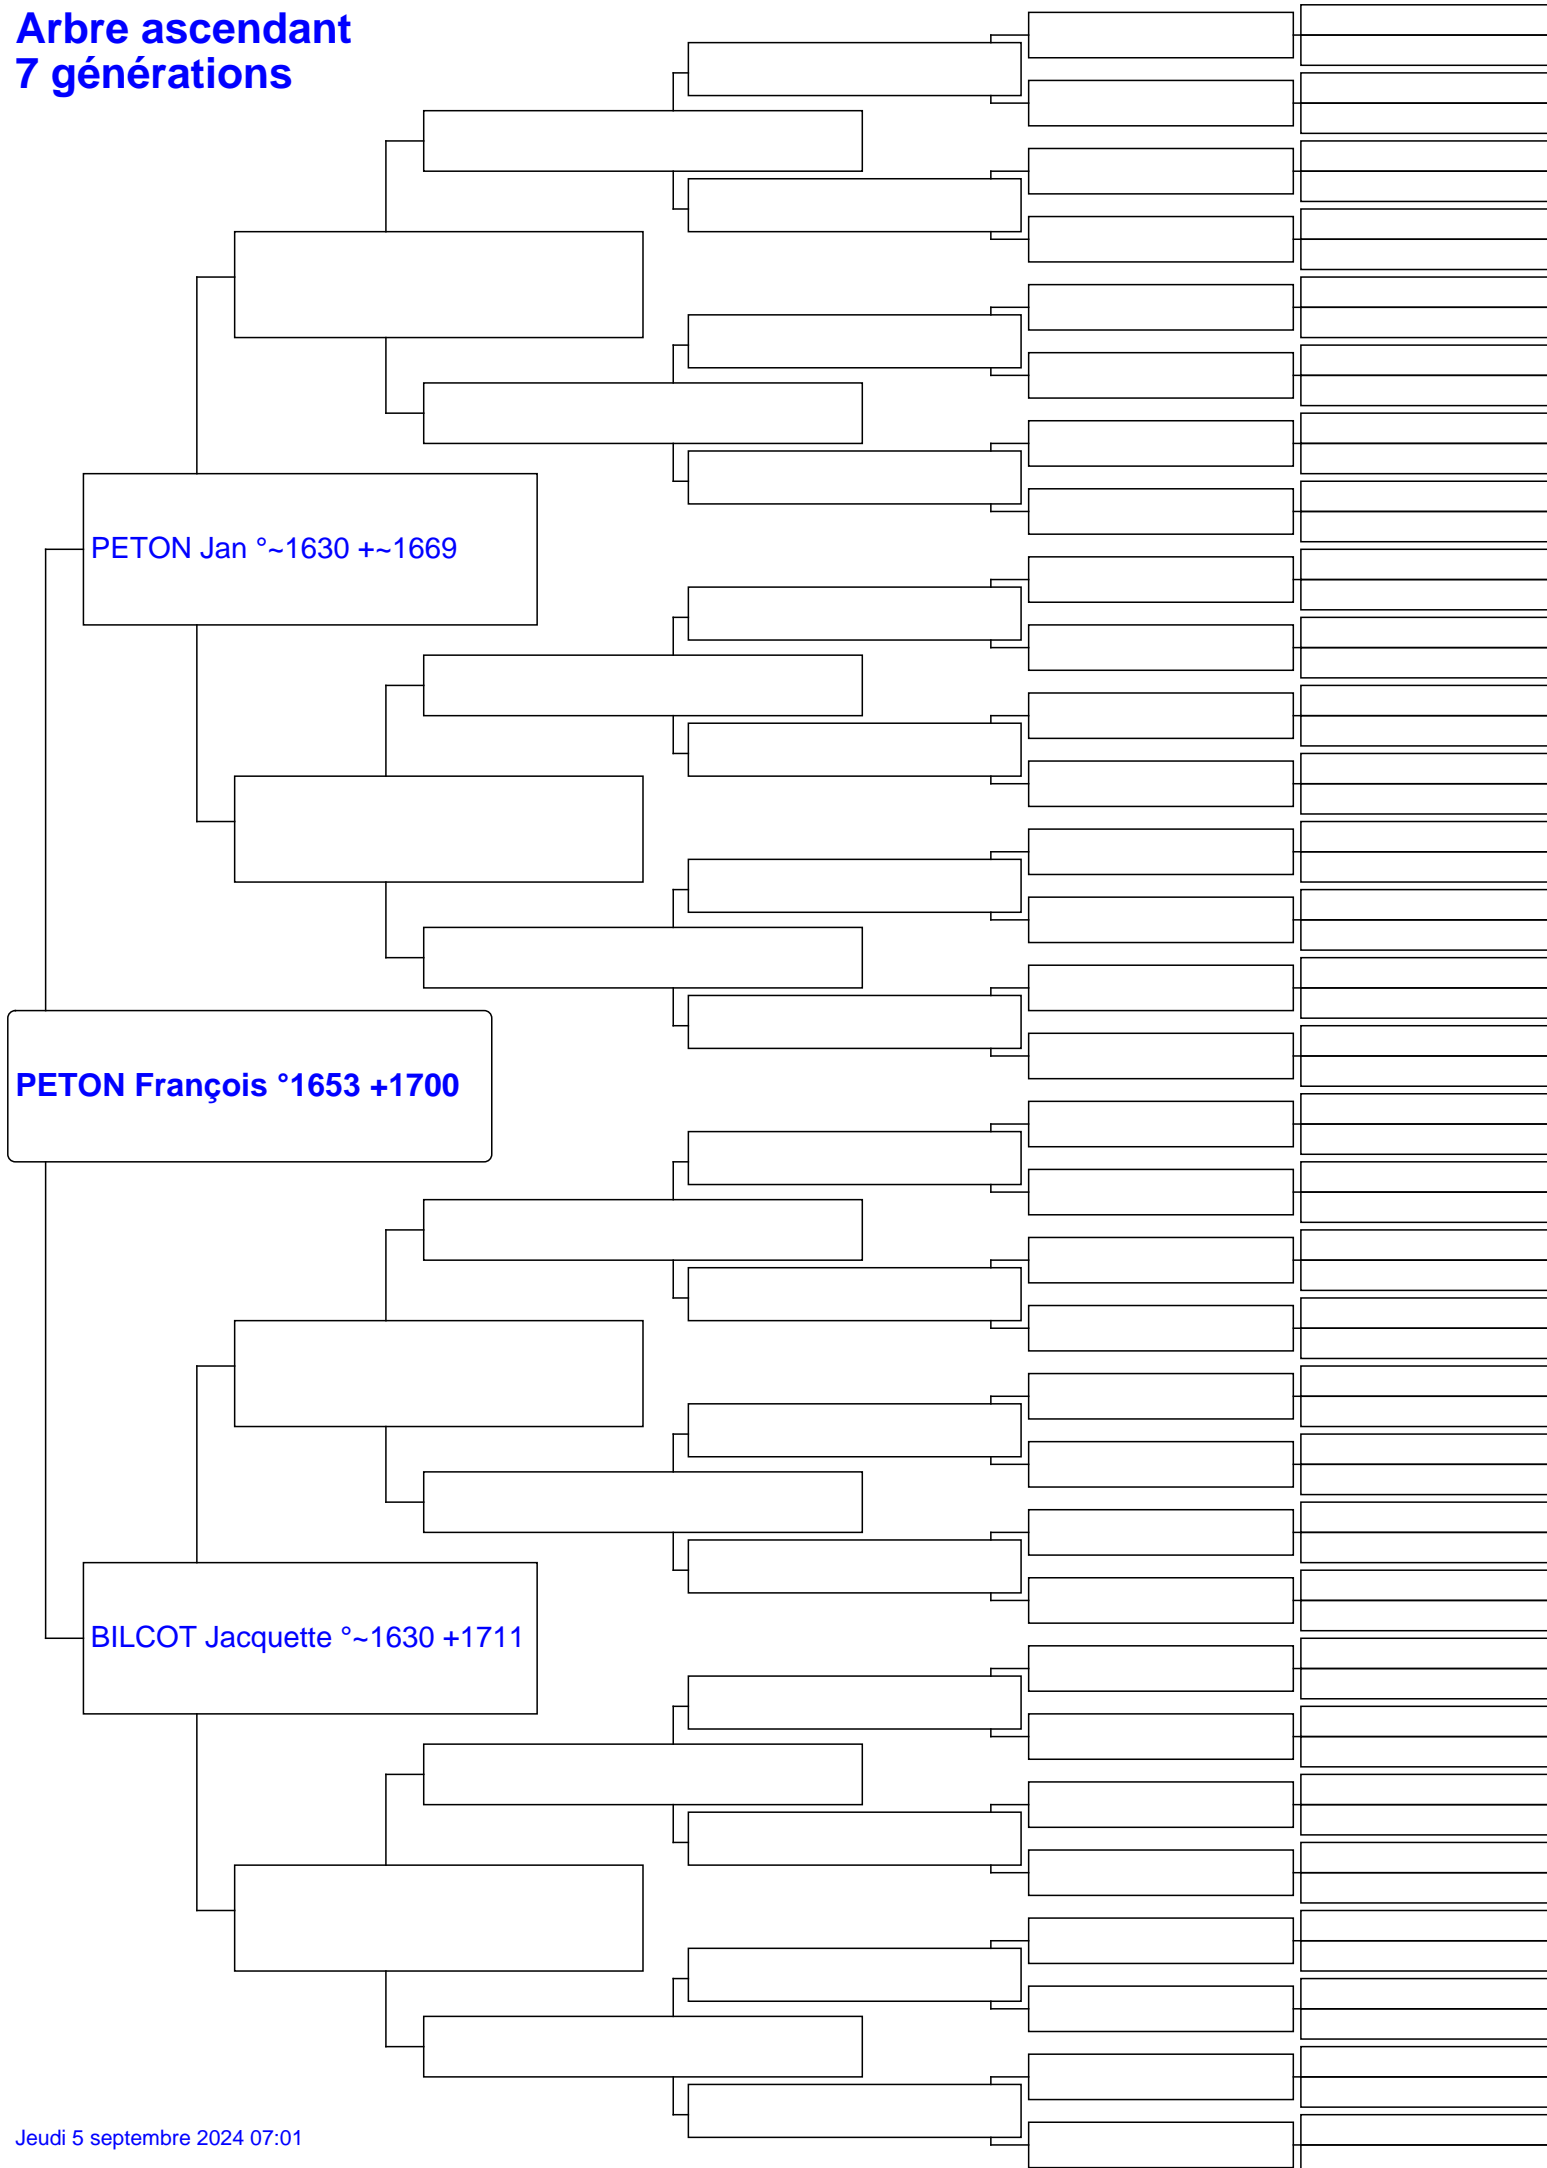 Arbre ascendant
7 générations
PETON Jan °~1630 +~1669
PETON François °1653 +1700
BILCOT Jacquette °~1630 +1711
Jeudi 5 septembre 2024 07:01